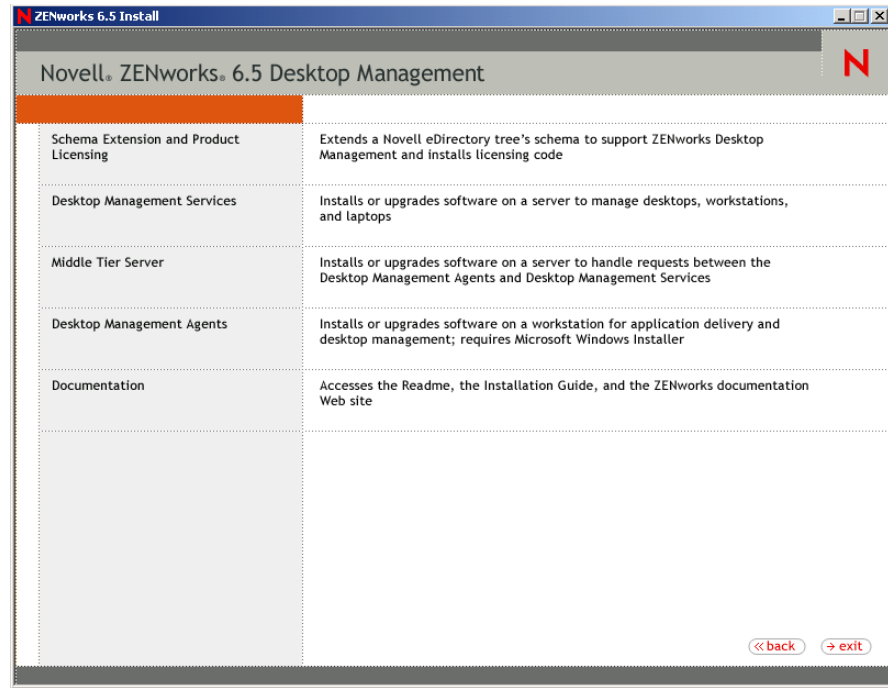 ZENworks 6.5 Install
Novell® ZENworks® 6.5 Desktop Management
N
Schema Extension and Product
Licensing
Extends a Novell eDirectory tree's schema to support ZENworks Desktop
Management and installs licensing code
Desktop Management Services
Installs or upgrades software on a server to manage desktops, workstations,
and laptops
Middle Tier Server
Installs or upgrades software on a server to handle requests between the
Desktop Management Agents and Desktop Management Services
Desktop Management Agents
Installs or upgrades software on a workstation for application delivery and
desktop management; requires Microsoft Windows Installer
Documentation
Accesses the Readme, the Installation Guide, and the ZENworks documentation
Web site
« back
→ exit